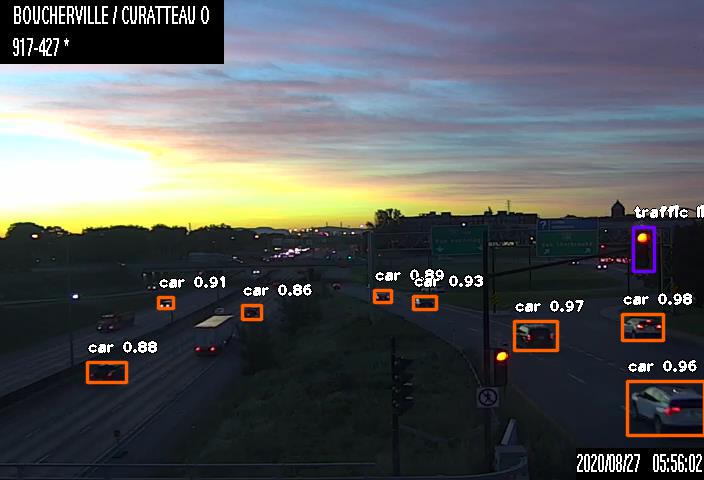 BOUCHERVILLE / CURATTEAU O
917-427 *
traffic
car 0.91
car 0.86
car 0.89
car 0.93
car 0.97
car 0.98
car 0.88
car 0.96
2020/08/27 05:56:02